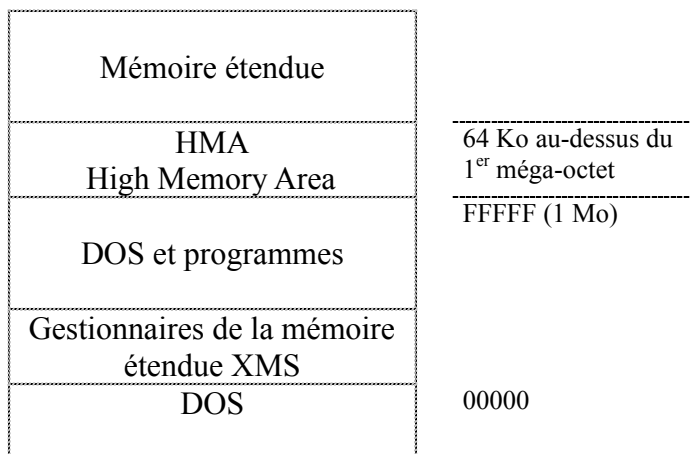 Mémoire étendue
HMA
High Memory Area
64 Ko au-dessus du
1er méga-octet
FFFFF (1 Mo)
DOS et programmes
Gestionnaires de la mémoire
étendue XMS
DOS
00000